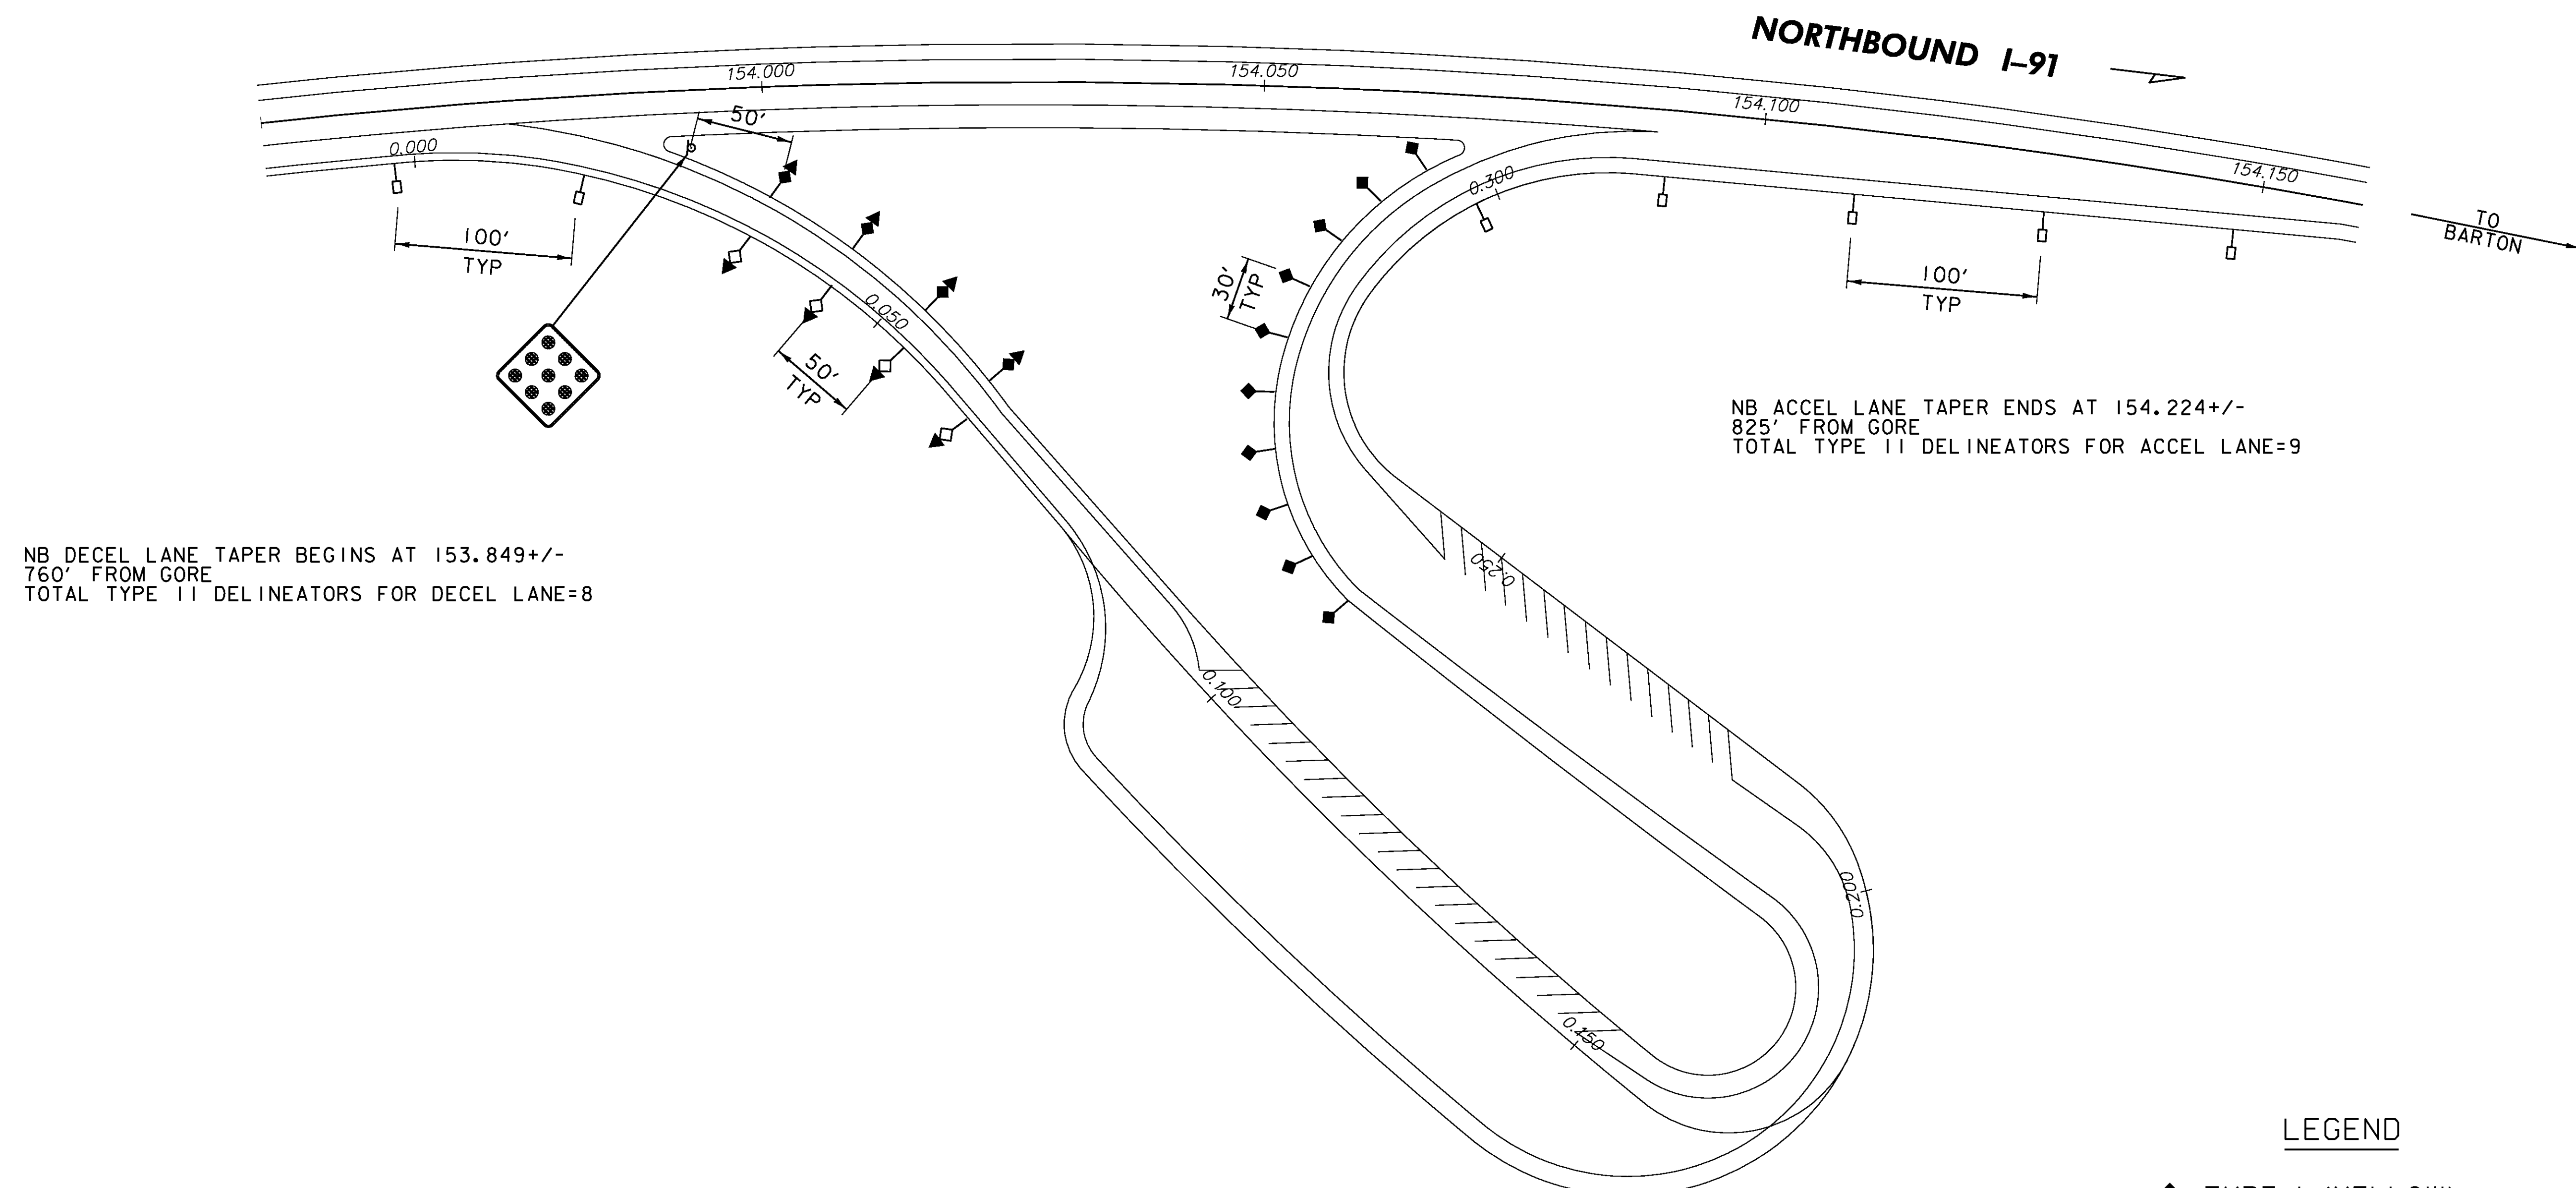 NORTHBOUND I-91
154.000
154.050
154.100
154.150
TO
BARTON
50'
0.000
100'
TYP
0.300
100'
TYP
30'
TYP
0.050
50'
TYP
NB ACCEL LANE TAPER ENDS AT 154.224+/-
825' FROM GORE
TOTAL TYPE II DELINEATORS FOR ACCEL LANE=9
NB DECEL LANE TAPER BEGINS AT 153.849+/-
760' FROM GORE
TOTAL TYPE II DELINEATORS FOR DECEL LANE=8
0.250
0.100
0.200
0.150
LEGEND